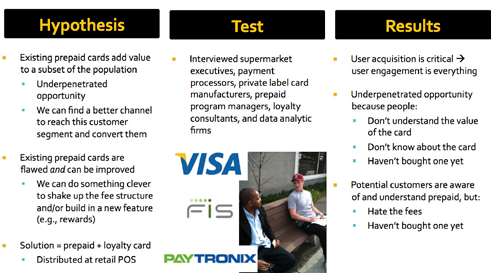 Hypothesis
Existing prepaid cards add value
to a subset of the population
Underpenetrated
opportunity
We can find a better channel
to reach this customer
segment and convert them
Existing prepaid cards are
flawed and can be improved
We can do something clever
to shake up the fee structure
and/or build in a new feature
(e.g., rewards)
Solution = prepaid + loyalty card
Distributed at retail POS
Test
Interviewed supermarket
executives, payment
processors, private label card
manufacturers, prepaid
program managers, loyalty
consultants, and data analytic
firms
VISA
FIS
PAYTRONIX
Results
User acquisition is critical →
user engagement is everything
Underpenetrated opportunity
because people:
Don't understand the value
of the card
Don't know about the card
Haven't bought one yet
Potential customers are aware
of and understand prepaid, but:
Hate the fees
Haven't bought one yet